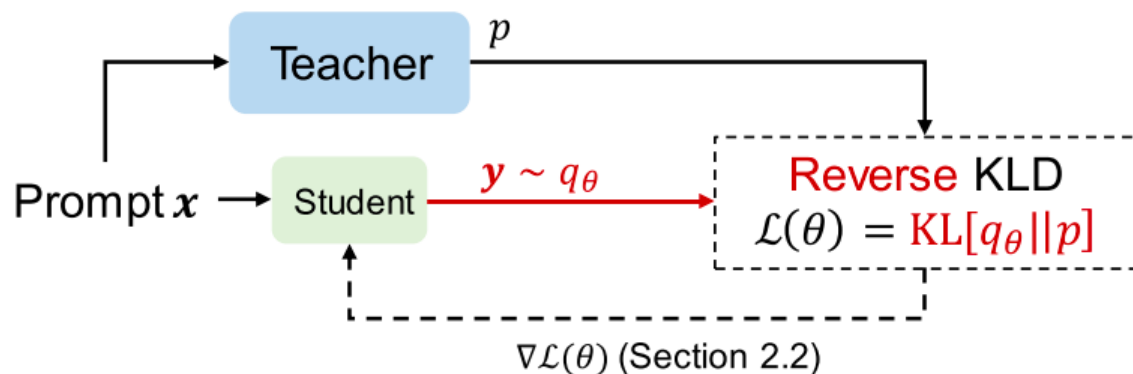 p
Teacher
Prompt x
Student
y ~ qθ
Reverse KLD
ℒ(θ) = KL[qθ||p]
∇ℒ(θ) (Section 2.2)